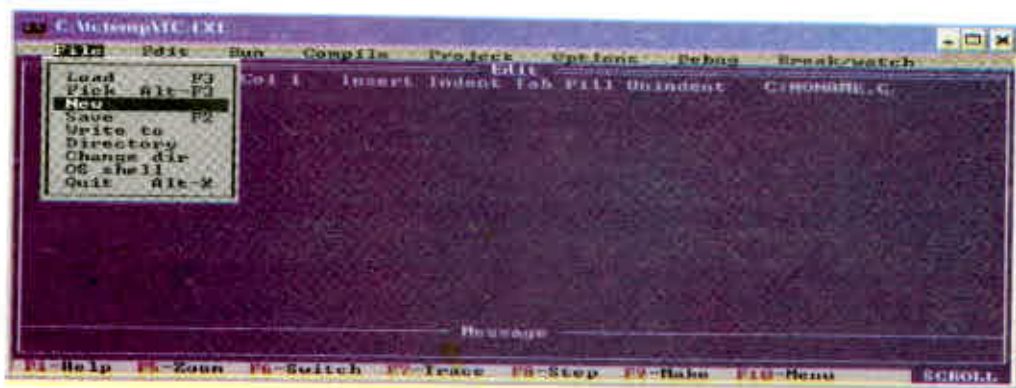 C:\tctemp\TC.EXE
File Edit Run Compile Project Options Debug Break/watch
Edit
Col 1 Insert Indent Tab Fill Unindent C:NONAME.C
Load F3
Pick Alt-F3
New
Save F2
Write to
Directory
Change dir
OS shell
Quit Alt-X
Message
F1-Help F5-Zoom F6-Switch F7-Trace F8-Step F9-Make F10-Menu SCROLL